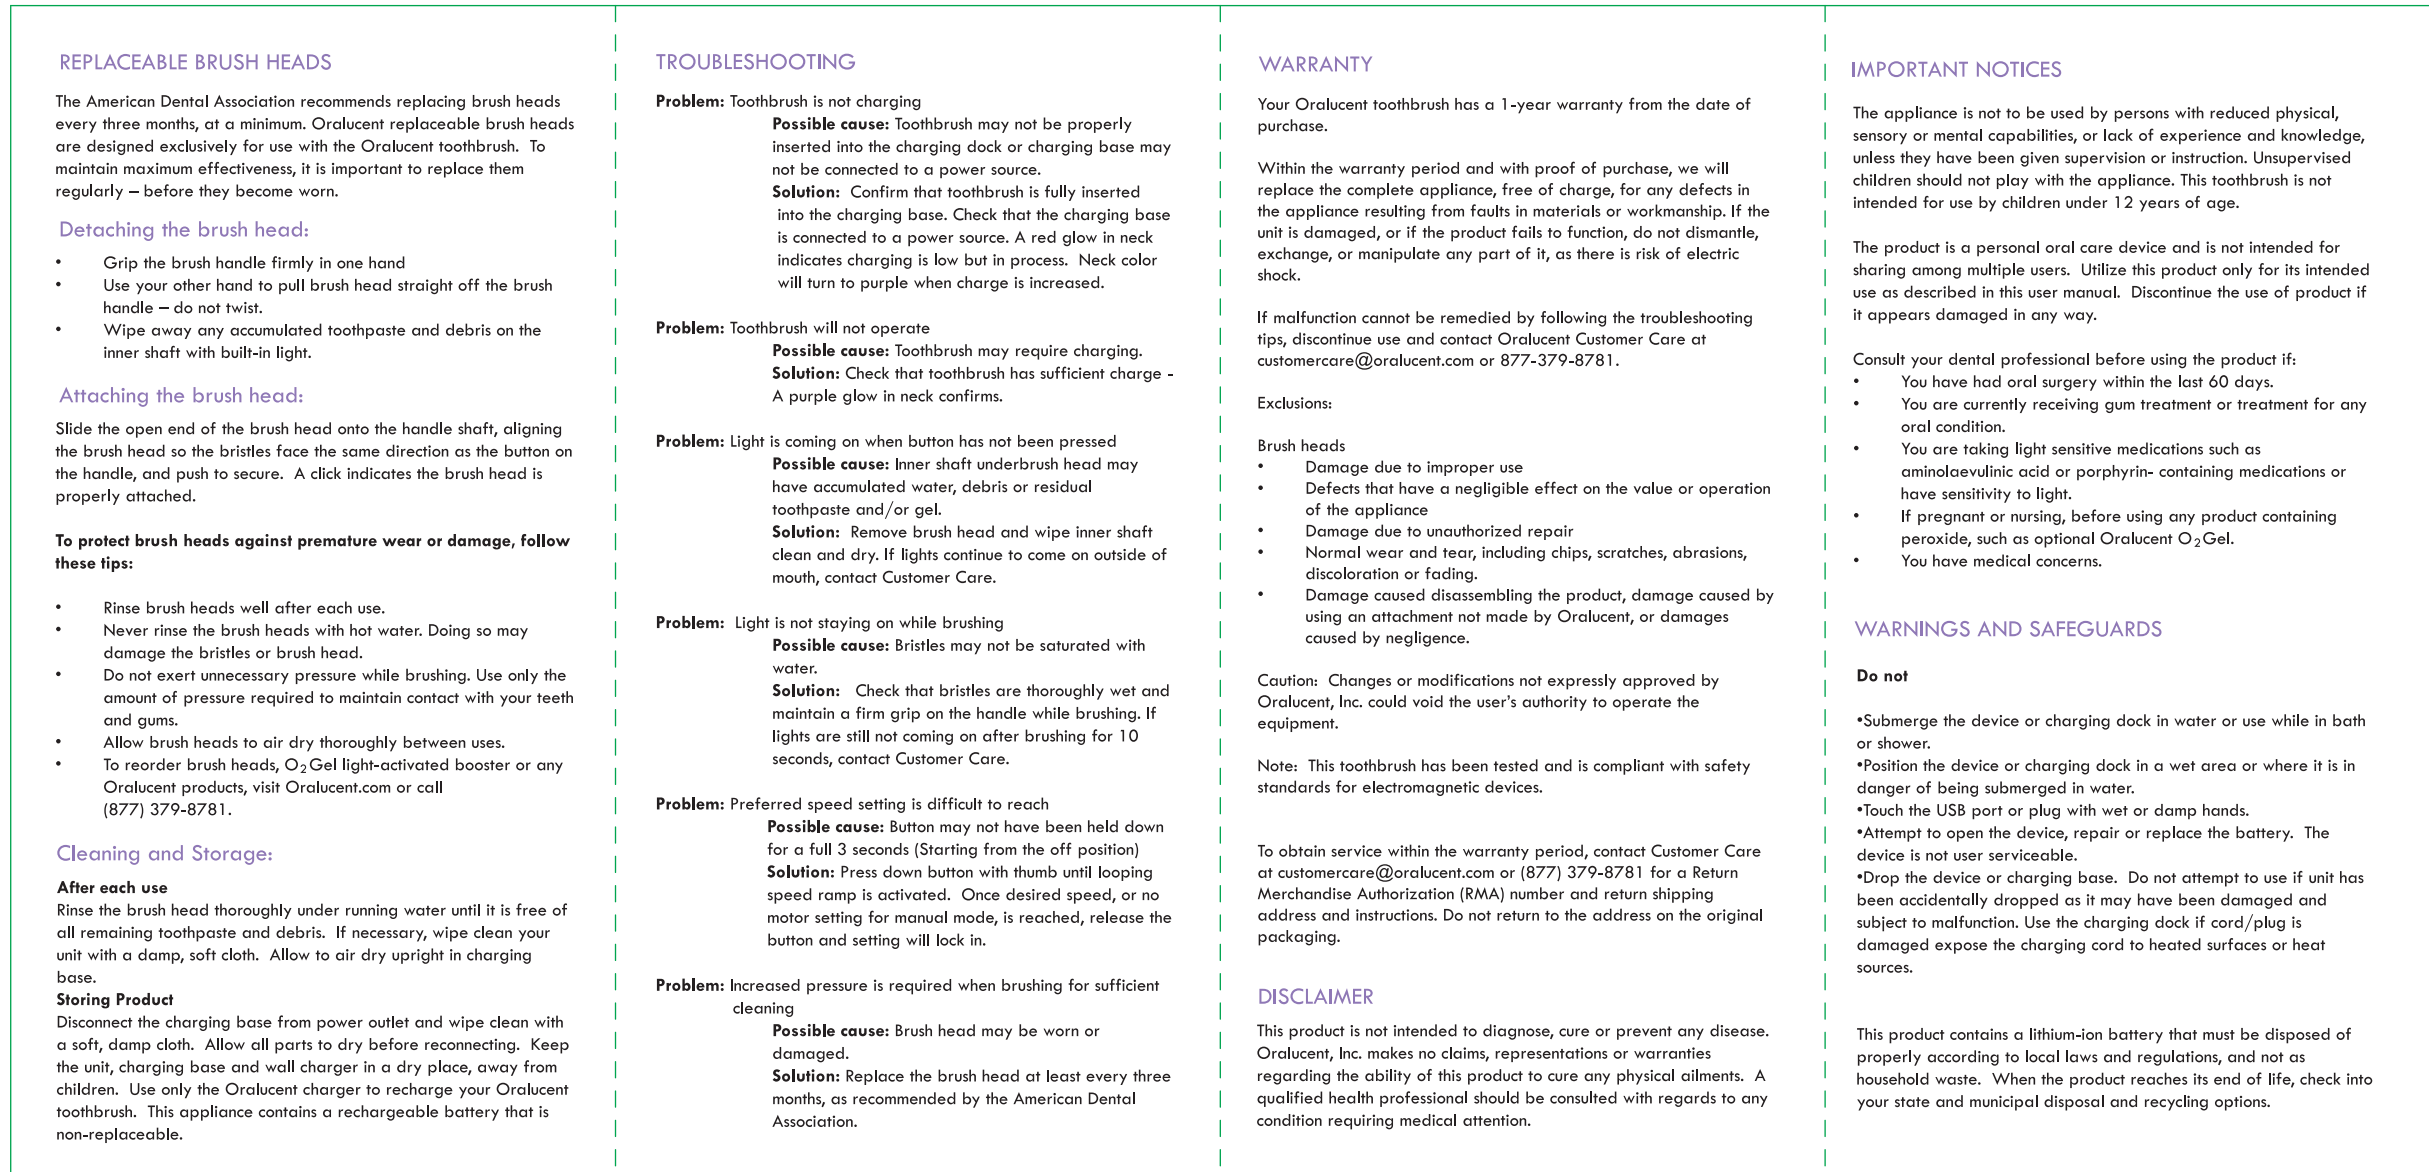 REPLACEABLE BRUSH HEADS
The American Dental Association recommends replacing brush heads
every three months, at a minimum. Oralucent replaceable brush heads
are designed exclusively for use with the Oralucent toothbrush. To
maintain maximum effectiveness, it is important to replace them
regularly – before they become worn.
Detaching the brush head:
• Grip the brush handle firmly in one hand
• Use your other hand to pull brush head straight off the brush
handle – do not twist.
• Wipe away any accumulated toothpaste and debris on the
inner shaft with built-in light.
Attaching the brush head:
Slide the open end of the brush head onto the handle shaft, aligning
the brush head so the bristles face the same direction as the button on
the handle, and push to secure. A click indicates the brush head is
properly attached.
To protect brush heads against premature wear or damage, follow
these tips:
• Rinse brush heads well after each use.
• Never rinse the brush heads with hot water. Doing so may
damage the bristles or brush head.
• Do not exert unnecessary pressure while brushing. Use only the
amount of pressure required to maintain contact with your teeth
and gums.
• Allow brush heads to air dry thoroughly between uses.
• To reorder brush heads, O₂Gel light-activated booster or any
Oralucent products, visit Oralucent.com or call
(877) 379-8781.
Cleaning and Storage:
After each use
Rinse the brush head thoroughly under running water until it is free of
all remaining toothpaste and debris. If necessary, wipe clean your
unit with a damp, soft cloth. Allow to air dry upright in charging
base.
Storing Product
Disconnect the charging base from power outlet and wipe clean with
a soft, damp cloth. Allow all parts to dry before reconnecting. Keep
the unit, charging base and wall charger in a dry place, away from
children. Use only the Oralucent charger to recharge your Oralucent
toothbrush. This appliance contains a rechargeable battery that is
non-replaceable.
TROUBLESHOOTING
Problem: Toothbrush is not charging
Possible cause: Toothbrush may not be properly
inserted into the charging dock or charging base may
not be connected to a power source.
Solution: Confirm that toothbrush is fully inserted
into the charging base. Check that the charging base
is connected to a power source. A red glow in neck
indicates charging is low but in process. Neck color
will turn to purple when charge is increased.
Problem: Toothbrush will not operate
Possible cause: Toothbrush may require charging.
Solution: Check that toothbrush has sufficient charge -
A purple glow in neck confirms.
Problem: Light is coming on when button has not been pressed
Possible cause: Inner shaft underbrush head may
have accumulated water, debris or residual
toothpaste and/or gel.
Solution: Remove brush head and wipe inner shaft
clean and dry. If lights continue to come on outside of
mouth, contact Customer Care.
Problem: Light is not staying on while brushing
Possible cause: Bristles may not be saturated with
water.
Solution: Check that bristles are thoroughly wet and
maintain a firm grip on the handle while brushing. If
lights are still not coming on after brushing for 10
seconds, contact Customer Care.
Problem: Preferred speed setting is difficult to reach
Possible cause: Button may not have been held down
for a full 3 seconds (Starting from the off position)
Solution: Press down button with thumb until looping
speed ramp is activated. Once desired speed, or no
motor setting for manual mode, is reached, release the
button and setting will lock in.
Problem: Increased pressure is required when brushing for sufficient
cleaning
Possible cause: Brush head may be worn or
damaged.
Solution: Replace the brush head at least every three
months, as recommended by the American Dental
Association.
WARRANTY
Your Oralucent toothbrush has a 1-year warranty from the date of
purchase.
Within the warranty period and with proof of purchase, we will
replace the complete appliance, free of charge, for any defects in
the appliance resulting from faults in materials or workmanship. If the
unit is damaged, or if the product fails to function, do not dismantle,
exchange, or manipulate any part of it, as there is risk of electric
shock.
If malfunction cannot be remedied by following the troubleshooting
tips, discontinue use and contact Oralucent Customer Care at
customercare@oralucent.com or 877-379-8781.
Exclusions:
Brush heads
• Damage due to improper use
• Defects that have a negligible effect on the value or operation
of the appliance
• Damage due to unauthorized repair
• Normal wear and tear, including chips, scratches, abrasions,
discoloration or fading.
• Damage caused disassembling the product, damage caused by
using an attachment not made by Oralucent, or damages
caused by negligence.
Caution: Changes or modifications not expressly approved by
Oralucent, Inc. could void the user's authority to operate the
equipment.
Note: This toothbrush has been tested and is compliant with safety
standards for electromagnetic devices.
To obtain service within the warranty period, contact Customer Care
at customercare@oralucent.com or (877) 379-8781 for a Return
Merchandise Authorization (RMA) number and return shipping
address and instructions. Do not return to the address on the original
packaging.
DISCLAIMER
This product is not intended to diagnose, cure or prevent any disease.
Oralucent, Inc. makes no claims, representations or warranties
regarding the ability of this product to cure any physical ailments. A
qualified health professional should be consulted with regards to any
condition requiring medical attention.
IMPORTANT NOTICES
The appliance is not to be used by persons with reduced physical,
sensory or mental capabilities, or lack of experience and knowledge,
unless they have been given supervision or instruction. Unsupervised
children should not play with the appliance. This toothbrush is not
intended for use by children under 12 years of age.
The product is a personal oral care device and is not intended for
sharing among multiple users. Utilize this product only for its intended
use as described in this user manual. Discontinue the use of product if
it appears damaged in any way.
Consult your dental professional before using the product if:
• You have had oral surgery within the last 60 days.
• You are currently receiving gum treatment or treatment for any
oral condition.
• You are taking light sensitive medications such as
aminolaevulinic acid or porphyrin- containing medications or
have sensitivity to light.
• If pregnant or nursing, before using any product containing
peroxide, such as optional Oralucent O₂Gel.
• You have medical concerns.
WARNINGS AND SAFEGUARDS
Do not
•Submerge the device or charging dock in water or use while in bath
or shower.
•Position the device or charging dock in a wet area or where it is in
danger of being submerged in water.
•Touch the USB port or plug with wet or damp hands.
•Attempt to open the device, repair or replace the battery. The
device is not user serviceable.
•Drop the device or charging base. Do not attempt to use if unit has
been accidentally dropped as it may have been damaged and
subject to malfunction. Use the charging dock if cord/plug is
damaged expose the charging cord to heated surfaces or heat
sources.
This product contains a lithium-ion battery that must be disposed of
properly according to local laws and regulations, and not as
household waste. When the product reaches its end of life, check into
your state and municipal disposal and recycling options.